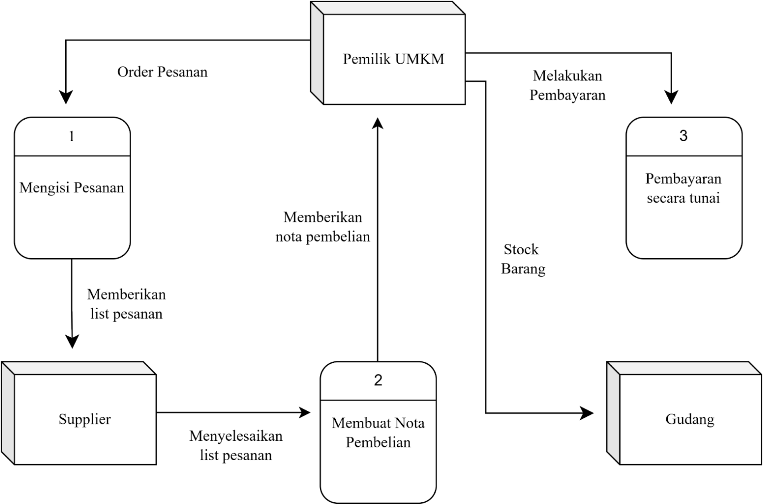 Pemilik UMKM
Order Pesanan
Melakukan
Pembayaran
1
Mengisi Pesanan
3
Pembayaran
secara tunai
Memberikan
nota pembelian
Stock
Barang
Memberikan
list pesanan
Supplier
Menyelesaikan
list pesanan
2
Membuat Nota
Pembelian
Gudang